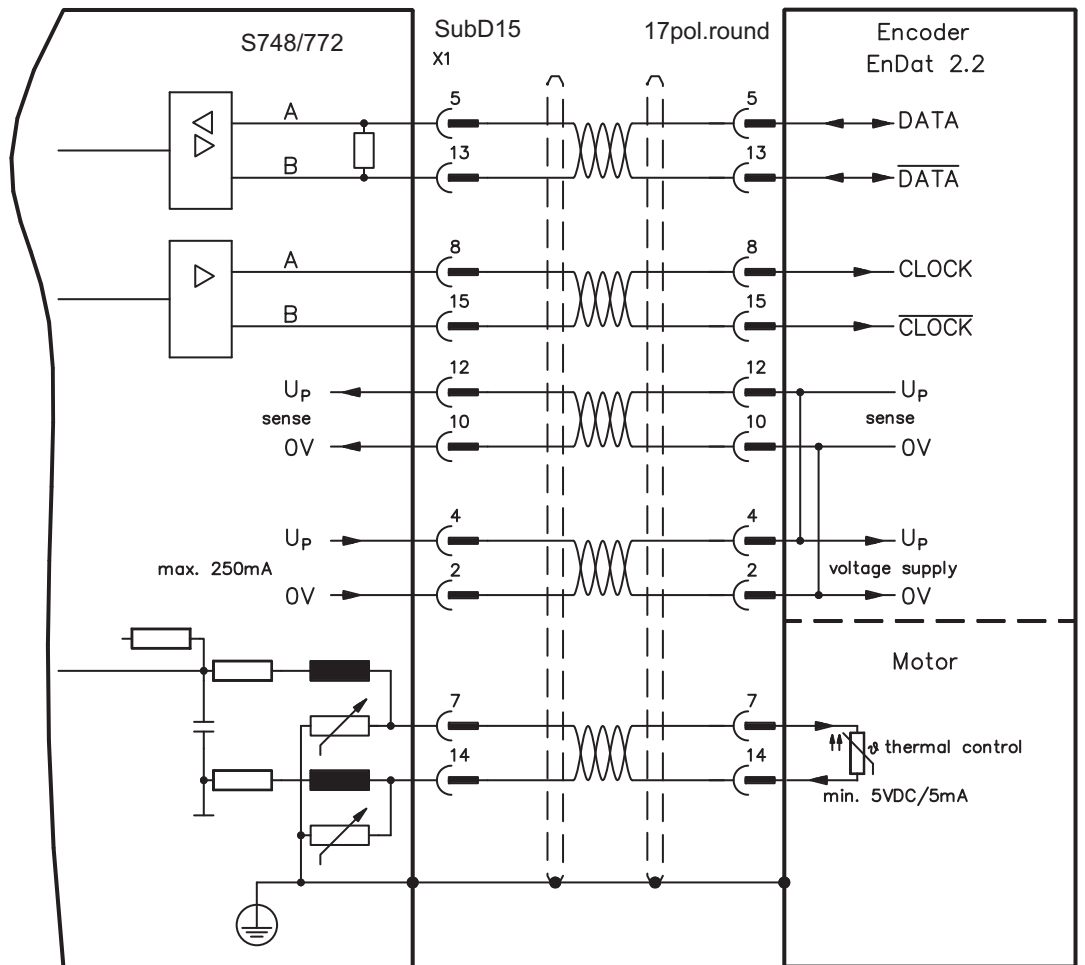 S748/772
SubD15
X1
17pol.round
Encoder
EnDat 2.2
A
5
5
DATA
B
13
13
DATA
A
8
8
CLOCK
B
15
15
CLOCK
UP
12
12
UP
sense
sense
0V
10
10
0V
UP
4
4
UP
max. 250mA
voltage supply
0V
2
2
0V
Motor
7
7
ϑ thermal control
14
14
min. 5VDC/5mA